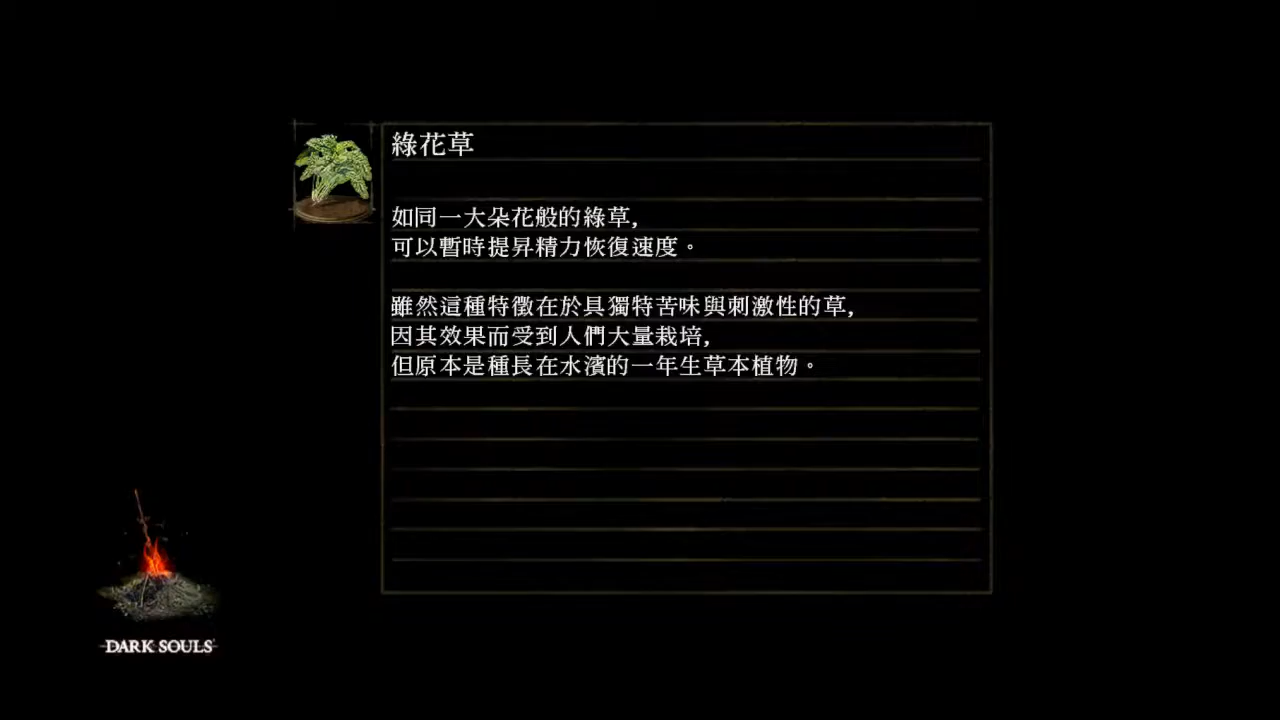 綠花草
如同一大朵花般的綠草,
可以暫時提昇精力恢復速度。
雖然這種特徵在於具獨特苦味與刺激性的草,
因其效果而受到人們大量栽培,
但原本是種長在水濱的一年生草本植物。
DARK SOULS